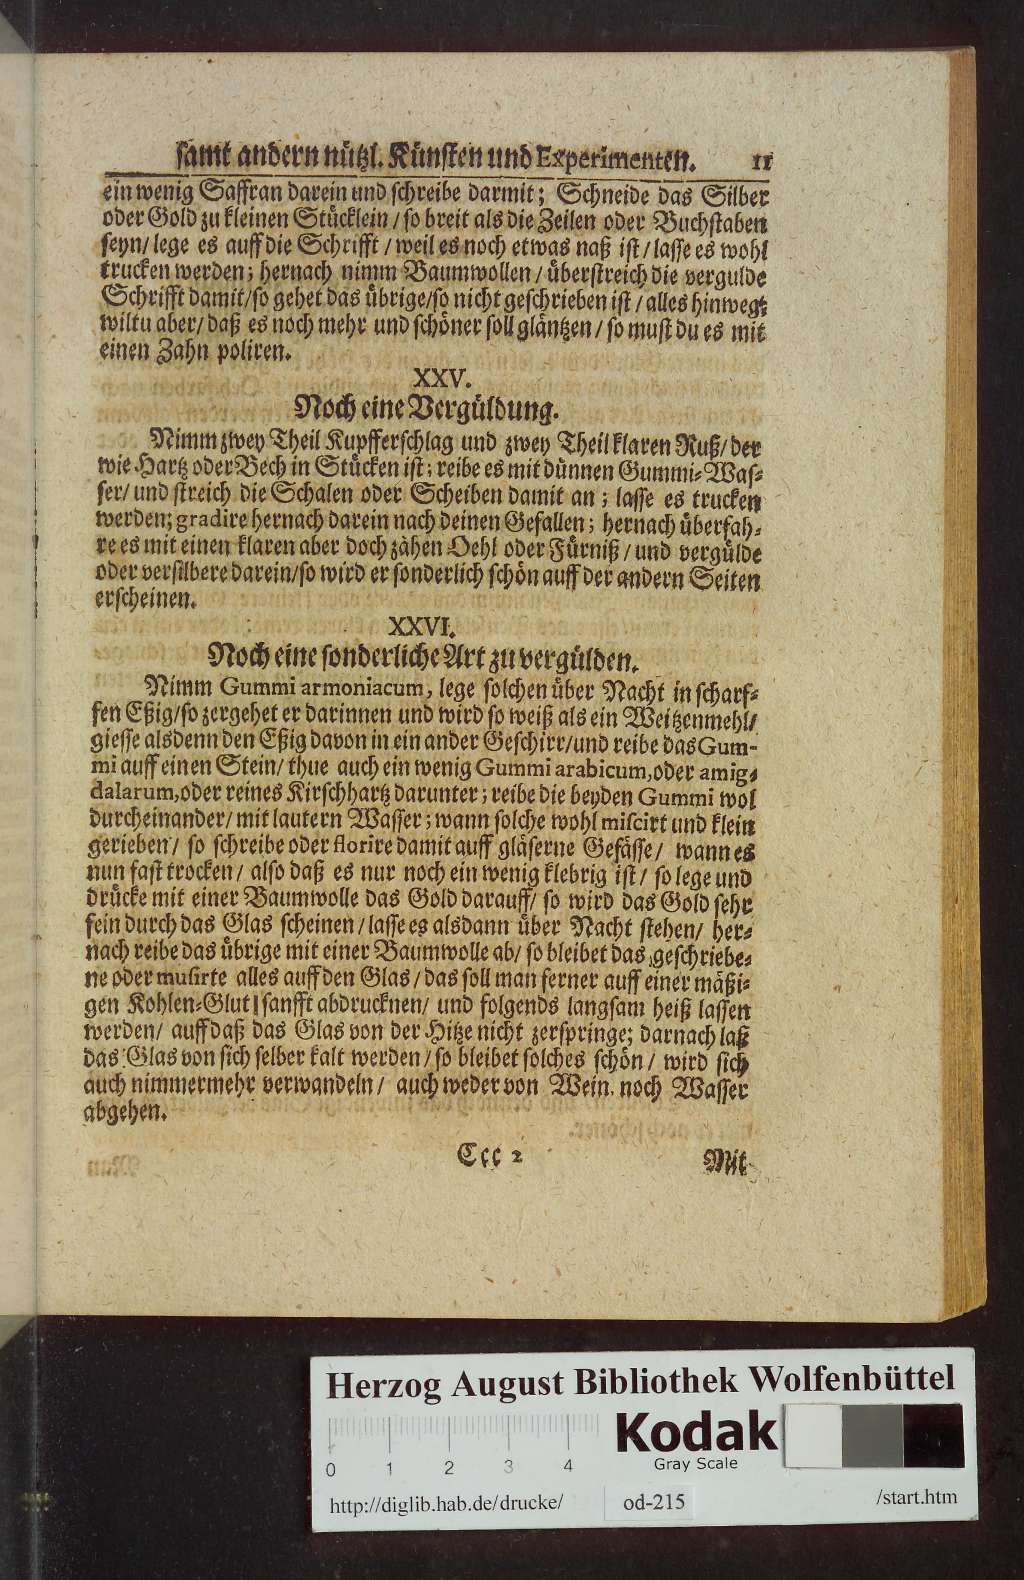 samt andern nützl. Künsten und Experimenten. 11
ein wenig Saffran darein und schreibe darmit; Schneide das Silber
oder Gold zu kleinen Stücklein / so breit als die Zeilen oder Buchstaben
seyn / lege es auff die Schrifft / weil es noch etwas naß ist / lasse es wohl
trucken werden; hernach nimm Baumwollen / überstreich die vergulde
Schrifft damit / so gehet das übrige / so nicht geschrieben ist / alles hinweg;
wiltu aber / daß es noch mehr und schöner soll gläntzen / so must du es mit
einen Zahn poliren.
XXV.
Noch eine Vergüldung.
Nimm zwey Theil Kupfferschlag und zwey Theil klaren Ruß / der
wie Hartz oder Bech in Stücken ist; reibe es mit dünnen Gummi-Was-
ser / und streich die Schalen oder Scheiben damit an; lasse es trucken
werden; gradire hernach darein nach deinen Gefallen; hernach überfah-
re es mit einen klaren aber doch zähen Oehl oder Fürniß / und vergülde
oder versilbere darein / so wird er sonderlich schön auff der andern Seiten
erscheinen.
XXVI.
Noch eine sonderliche Art zu vergülden.
Nimm Gummi armoniacum, lege solchen über Nacht in scharf-
fen Eßig / so zergehet er darinnen und wird so weiß als ein Weitzenmehl /
giesse alsdenn den Eßig davon in ein ander Geschirr / und reibe das Gum-
mi auff einen Stein / thue auch ein wenig Gummi arabicum, oder amig-
dalarum, oder reines Kirschhartz darunter; reibe die beyden Gummi wol
durcheinander / mit lautern Wasser; wann solche wohl miscirt und klein
gerieben / so schreibe oder florire damit auff gläserne Gefässe / wann es
nun fast trocken / also daß es nur noch ein wenig klebrig ist / so lege und
drücke mit einer Baumwolle das Gold darauff / so wird das Gold sehr
fein durch das Glas scheinen / lasse es alsdann über Nacht stehen / her-
nach reibe das übrige mit einer Baumwolle ab / so bleibet das geschriebe-
ne oder musirte alles auff den Glas / das soll man ferner auff einer mäßi-
gen Kohlen-Glut sanfft abdrucknen / und folgends langsam heiß lassen
werden / auff daß das Glas von der Hitze nicht zerspringe; darnach laß
das Glas von sich selber kalt werden / so bleibet solches schön / wird sich
auch nimmermehr verwandeln / auch weder von Wein noch Wasser
abgehen.
Ccc 2 Mit
Herzog August Bibliothek Wolfenbüttel
Kodak
Gray Scale
0 1 2 3 4
http://diglib.hab.de/drucke/ od-215 /start.htm